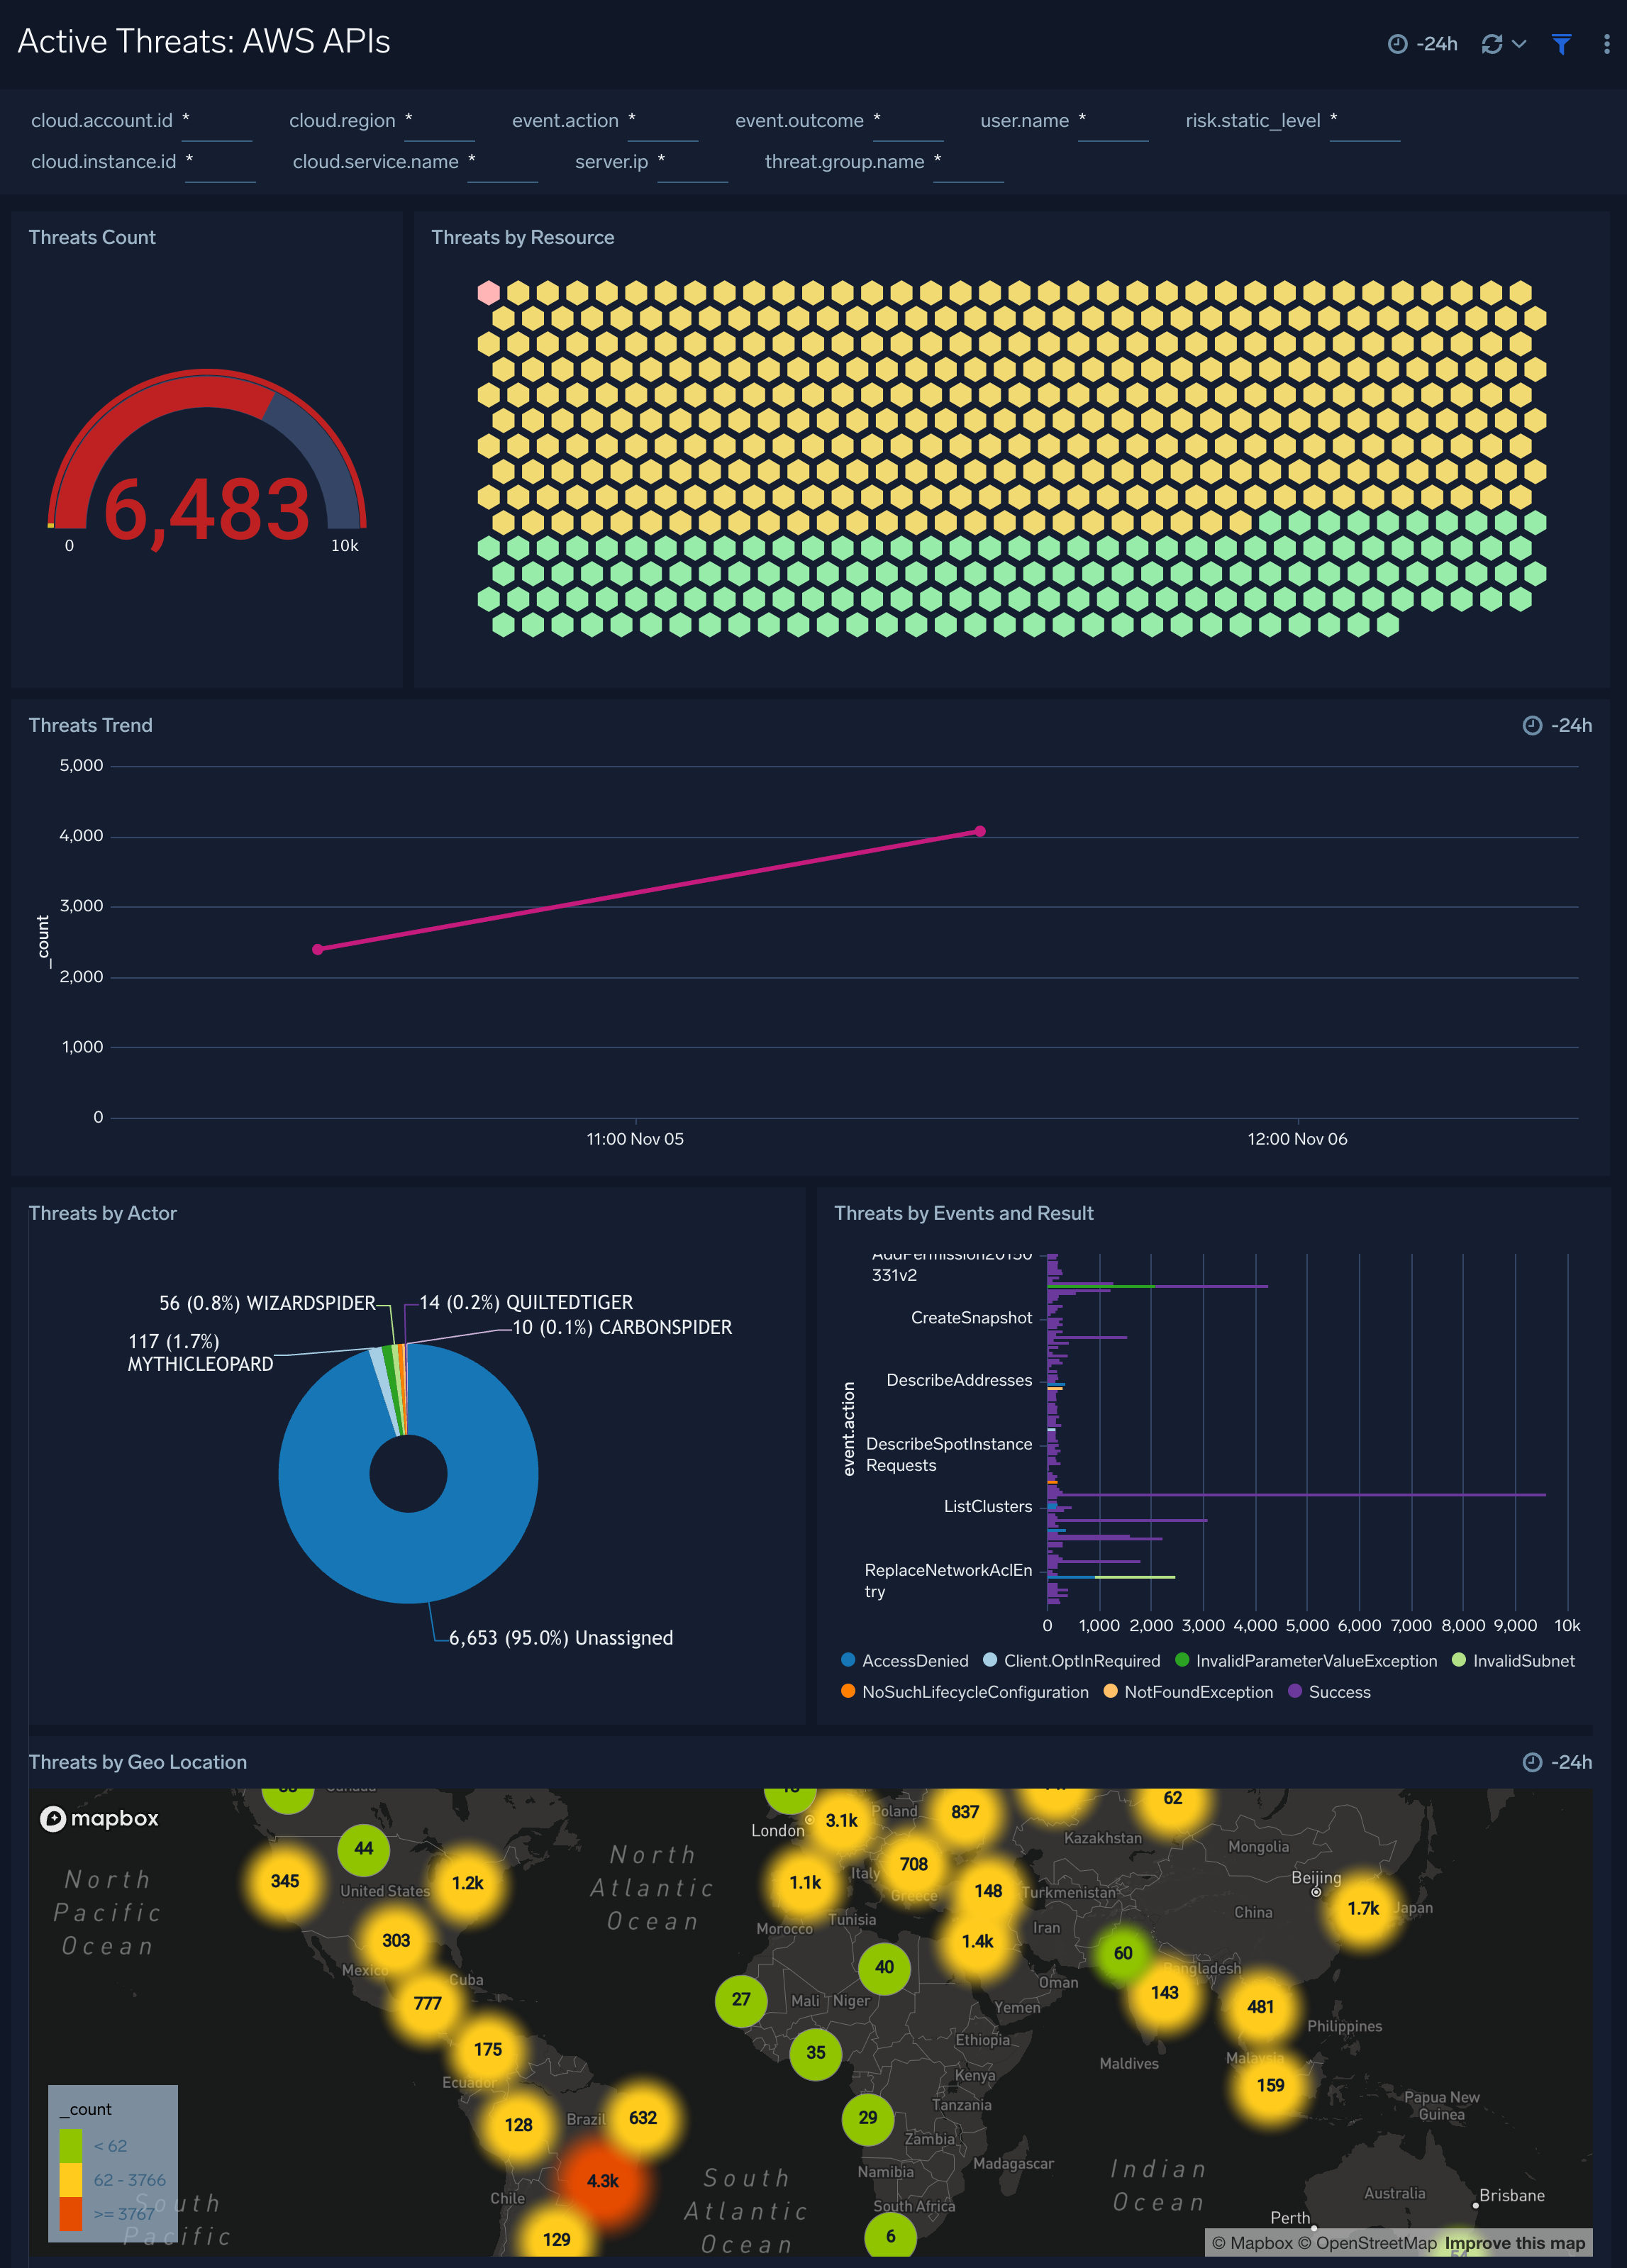 Active Threats: AWS APIs
-24h
cloud.account.id *
cloud.region *
event.action *
event.outcome *
user.name *
risk.static_level *
cloud.instance.id *
cloud.service.name *
server.ip *
threat.group.name *
Threats Count
6,483
0
10k
Threats by Resource
Threats Trend
-24h
5,000
4,000
3,000
2,000
1,000
0
_count
11:00 Nov 05
12:00 Nov 06
Threats by Actor
56 (0.8%) WIZARDSPIDER
14 (0.2%) QUILTEDTIGER
10 (0.1%) CARBONSPIDER
117 (1.7%)
MYTHICLEOPARD
6,653 (95.0%) Unassigned
Threats by Events and Result
AddPermission20150
331v2
CreateSnapshot
DescribeAddresses
DescribeSpotInstance
Requests
ListClusters
ReplaceNetworkAclEn
try
event.action
0
1,000
2,000
3,000
4,000
5,000
6,000
7,000
8,000
9,000
10k
AccessDenied
Client.OptInRequired
InvalidParameterValueException
InvalidSubnet
NoSuchLifecycleConfiguration
NotFoundException
Success
Threats by Geo Location
-24h
mapbox
Canada
London
3.1k
Poland
837
62
Kazakhstan
Mongolia
North
Pacific
Ocean
345
44
United States
1.2k
North
Atlantic
Ocean
1.1k
Italy
708
Greece
148
Turkmenistan
Beijing
China
1.7k
Japan
303
Mexico
Cuba
777
175
Ecuador
Morocco
Tunisia
1.4k
Iran
Oman
60
Bangladesh
143
481
Philippines
27
Mali
Niger
40
Yemen
35
Ethiopia
Kenya
Maldives
Malaysia
159
128
Brazil
632
4.3k
29
Tanzania
Zambia
Papua New
Guinea
Namibia
Madagascar
Indian
Ocean
Chile
129
South
Atlantic
Ocean
South Africa
6
Australia
Brisbane
Perth
_count
< 62
62 - 3766
>= 3767
South
Pacific
© Mapbox © OpenStreetMap Improve this map